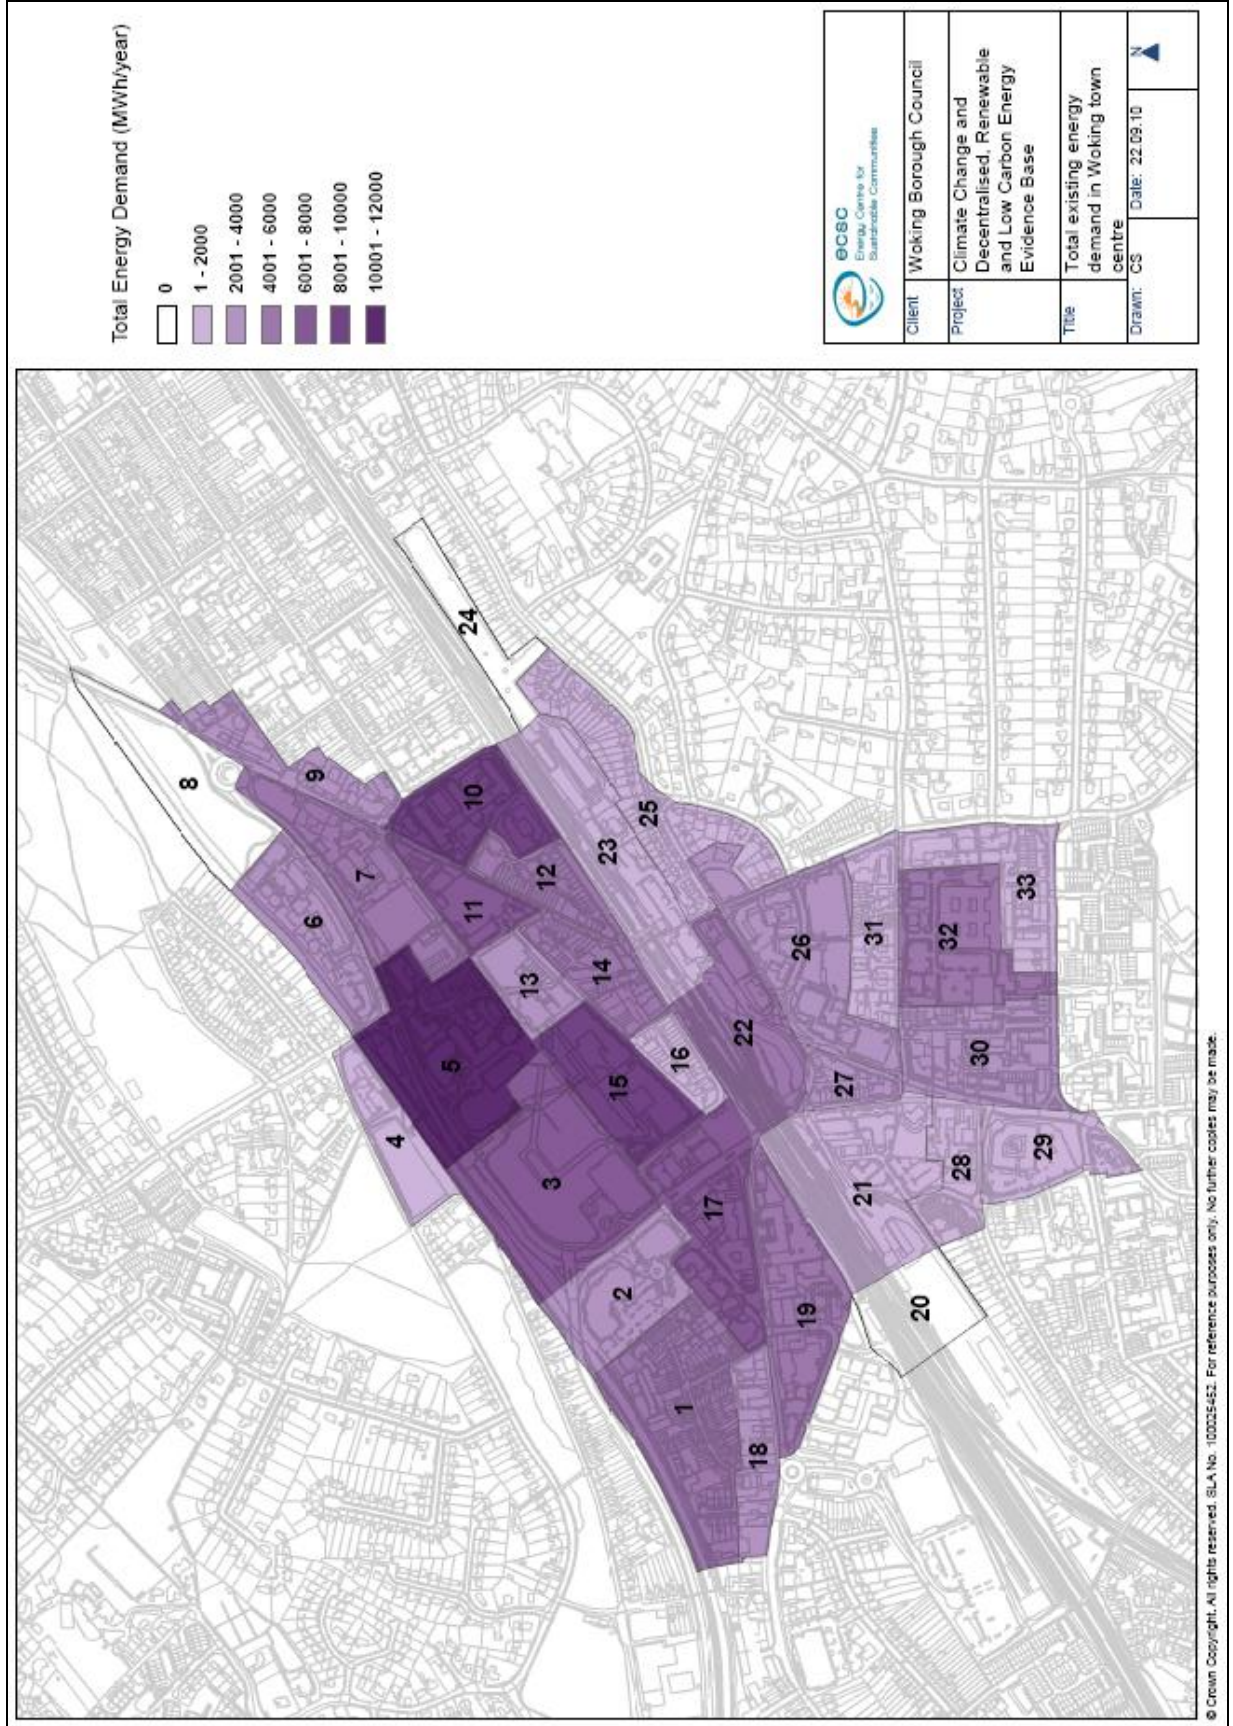 Total Energy Demand (MWh/year)
0
1 - 2000
2001 - 4000
4001 - 6000
6001 - 8000
8001 - 10000
10001 - 12000
ecsc
Energy Centre for
Sustainable Communities
Client
Woking Borough Council
Project
Climate Change and
Decentralised, Renewable
and Low Carbon Energy
Evidence Base
Title
Total existing energy
demand in Woking town
centre
Drawn: CS
Date: 22.09.10
N
1
2
3
4
5
6
7
8
9
10
11
12
13
14
15
16
17
18
19
20
21
22
23
24
25
26
27
28
29
30
31
32
33
© Crown Copyright. All rights reserved. SLA No. 100025452. For reference purposes only. No further copies may be made.